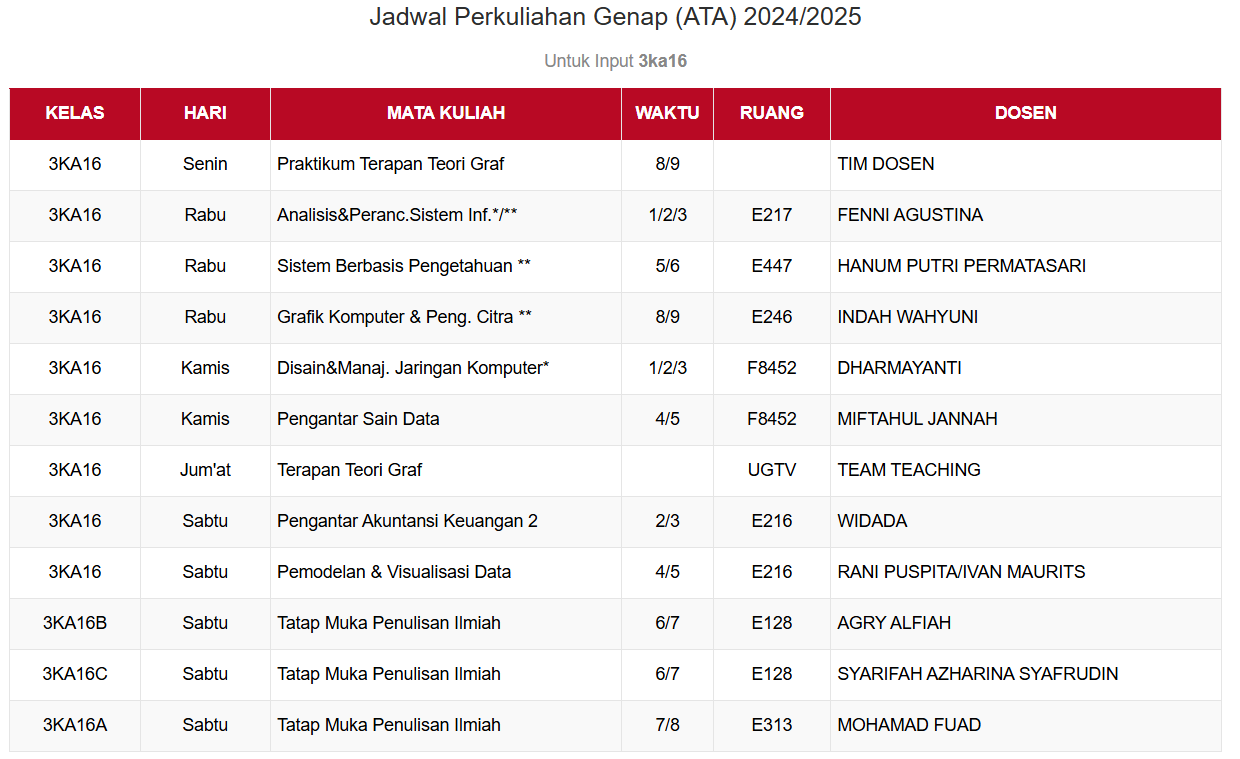 Jadwal Perkuliahan Genap (ATA) 2024/2025
Untuk Input 3ka16
KELAS HARI MATA KULIAH WAKTU RUANG DOSEN
3KA16 Senin Praktikum Terapan Teori Graf 8/9 TIM DOSEN
3KA16 Rabu Analisis&Peranc.Sistem Inf.*/** 1/2/3 E217 FENNI AGUSTINA
3KA16 Rabu Sistem Berbasis Pengetahuan ** 5/6 E447 HANUM PUTRI PERMATASARI
3KA16 Rabu Grafik Komputer & Peng. Citra ** 8/9 E246 INDAH WAHYUNI
3KA16 Kamis Disain&Manaj. Jaringan Komputer* 1/2/3 F8452 DHARMAYANTI
3KA16 Kamis Pengantar Sain Data 4/5 F8452 MIFTAHUL JANNAH
3KA16 Jum'at Terapan Teori Graf UGTV TEAM TEACHING
3KA16 Sabtu Pengantar Akuntansi Keuangan 2 2/3 E216 WIDADA
3KA16 Sabtu Pemodelan & Visualisasi Data 4/5 E216 RANI PUSPITA/IVAN MAURITS
3KA16B Sabtu Tatap Muka Penulisan Ilmiah 6/7 E128 AGRY ALFIAH
3KA16C Sabtu Tatap Muka Penulisan Ilmiah 6/7 E128 SYARIFAH AZHARINA SYAFRUDIN
3KA16A Sabtu Tatap Muka Penulisan Ilmiah 7/8 E313 MOHAMAD FUAD